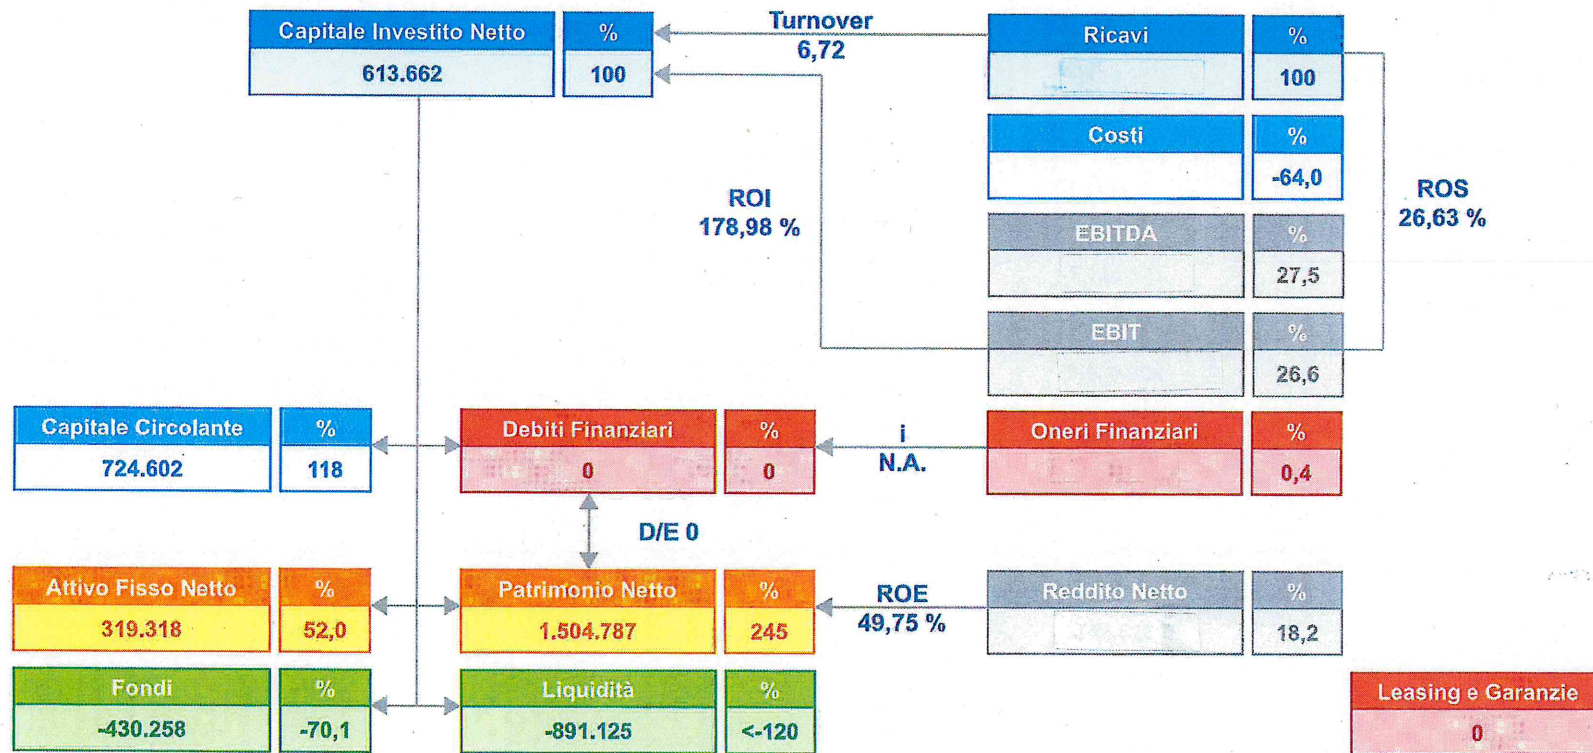 Capitale Investito Netto % Turnover Ricavi %
613.662 100 6,72 100
Costi %
-64,0
ROI ROS
178,98 % 26,63 %
EBITDA %
27,5
EBIT %
26,6
Capitale Circolante % Debiti Finanziari % i Oneri Finanziari %
724.602 118 0 0 N.A. 0,4
D/E 0
Attivo Fisso Netto % Patrimonio Netto % ROE Reddito Netto %
319.318 52,0 1.504.787 245 49,75 % 18,2
Fondi % Liquidità % Leasing e Garanzie
-430.258 -70,1 -891.125 <-120 0